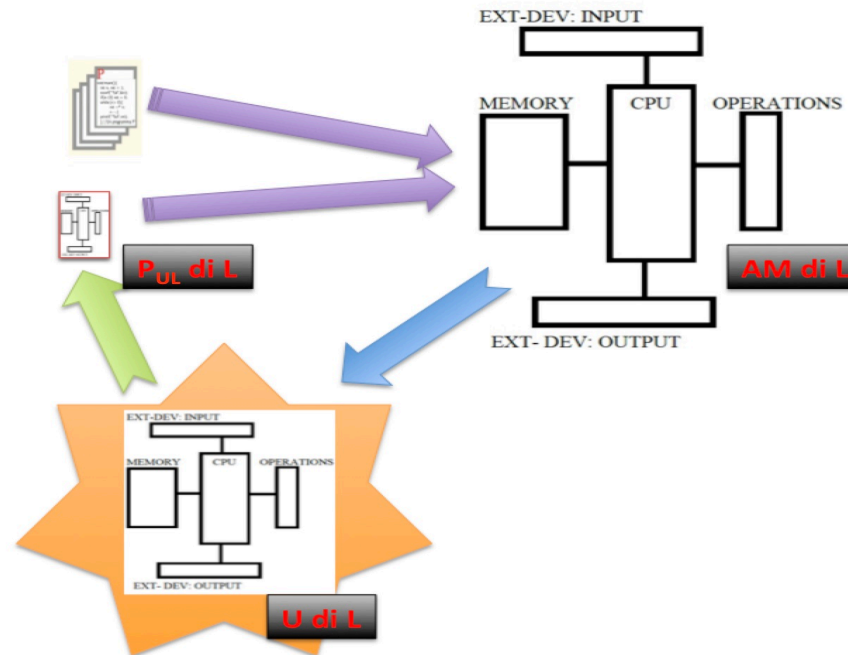 EXT-DEV: INPUT
P
MEMORY
CPU
OPERATIONS
P_UL di L
AM di L
EXT- DEV: OUTPUT
EXT-DEV: INPUT
MEMORY
CPU
OPERATIONS
EXT- DEV: OUTPUT
U di L